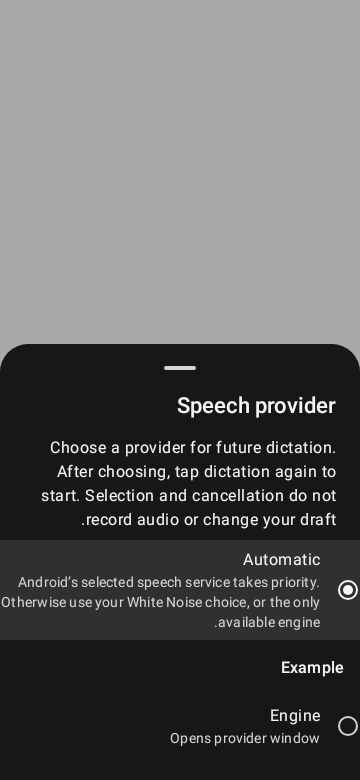 Speech provider
Choose a provider for future dictation.
After choosing, tap dictation again to
start. Selection and cancellation do not
.record audio or change your draft
Automatic
Android’s selected speech service takes priority.
Otherwise use your White Noise choice, or the only
.available engine
Example
Engine
Opens provider window